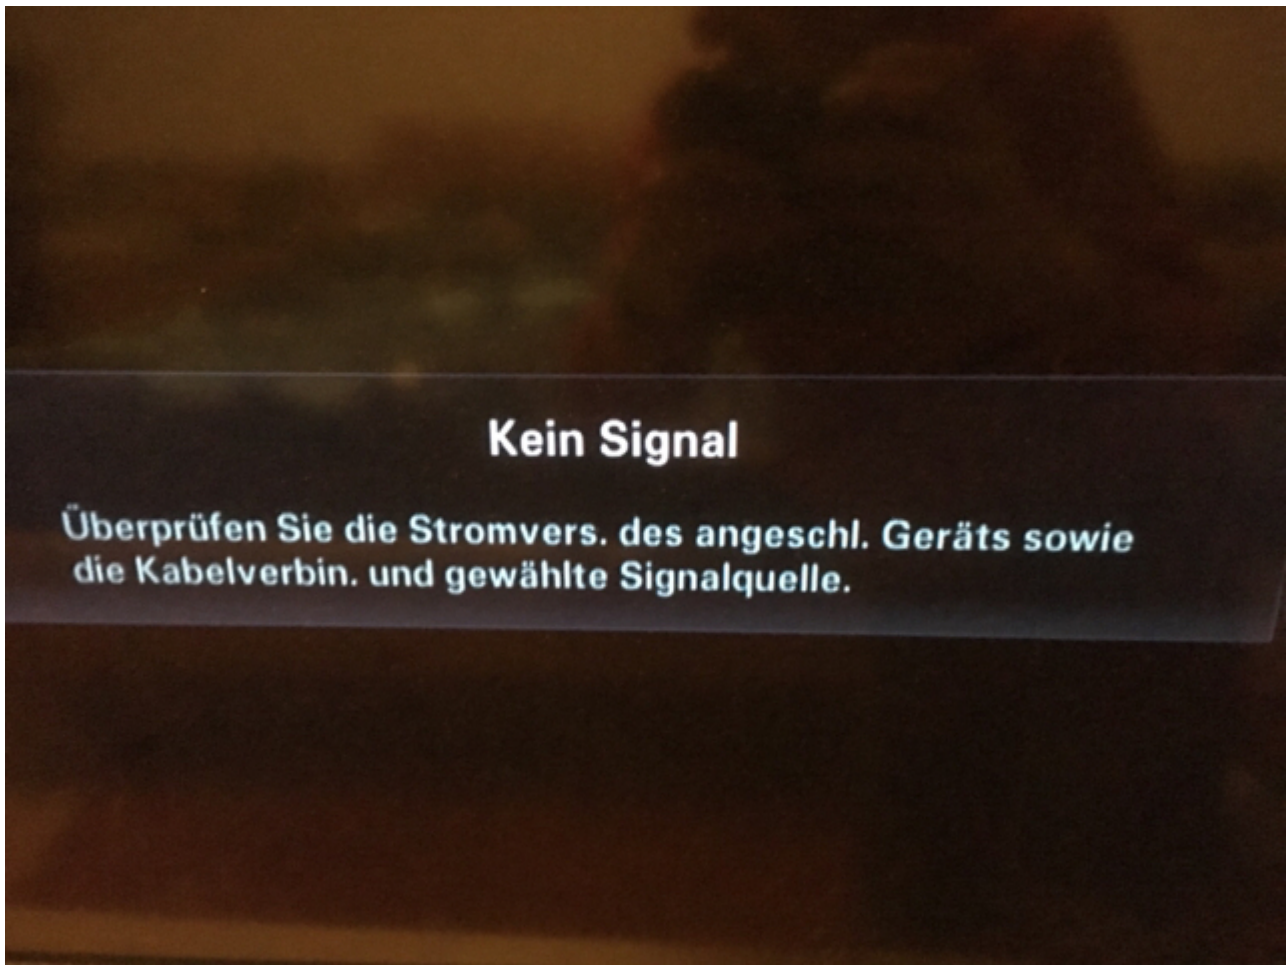 Kein Signal
Überprüfen Sie die Stromvers. des angeschl. Geräts sowie
die Kabelverbin. und gewählte Signalquelle.